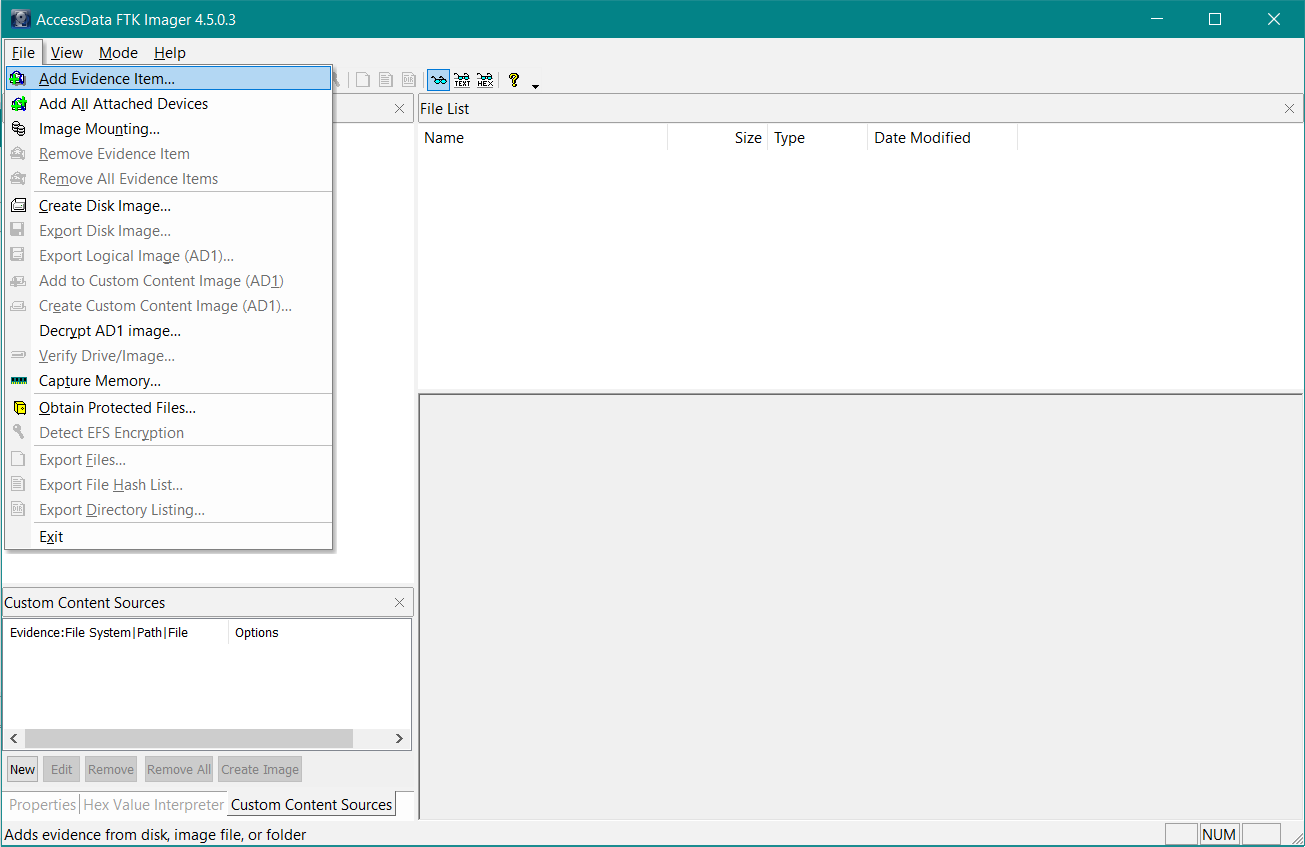 AccessData FTK Imager 4.5.0.3
File View Mode Help
Add Evidence Item...
Add All Attached Devices
Image Mounting...
Remove Evidence Item
Remove All Evidence Items
Create Disk Image...
Export Disk Image...
Export Logical Image (AD1)...
Add to Custom Content Image (AD1)
Create Custom Content Image (AD1)...
Decrypt AD1 image...
Verify Drive/Image...
Capture Memory...
Obtain Protected Files...
Detect EFS Encryption
Export Files...
Export File Hash List...
Export Directory Listing...
Exit
TEXT HEX
File List
Name Size Type Date Modified
Custom Content Sources
Evidence:File System|Path|File Options
New Edit Remove Remove All Create Image
Properties Hex Value Interpreter Custom Content Sources
Adds evidence from disk, image file, or folder NUM